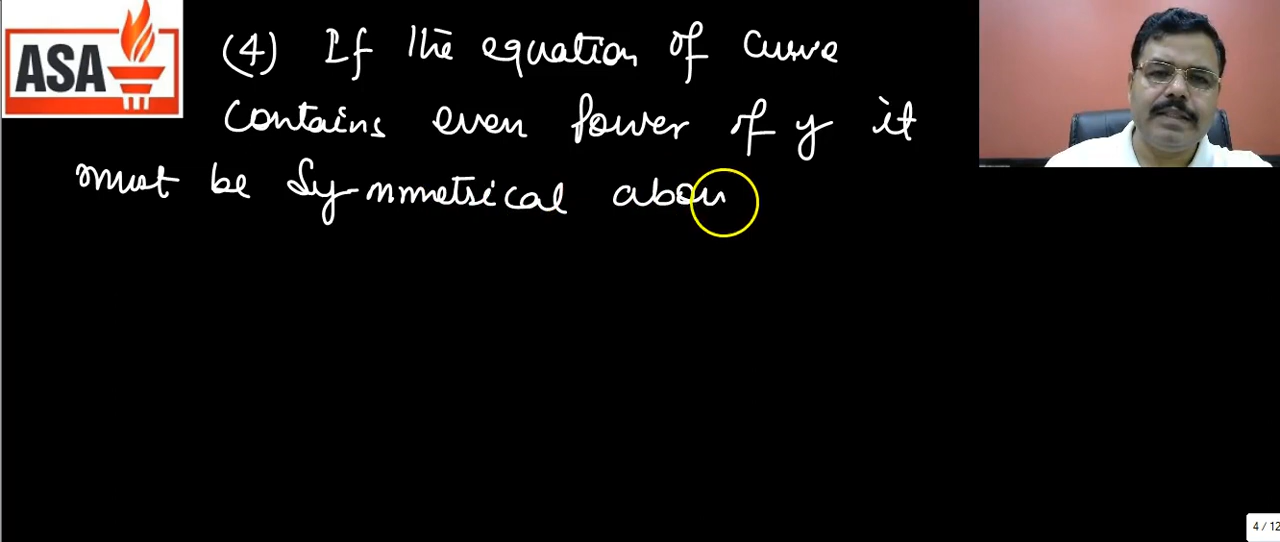 ASA
(4) If the equation of curve
contains even power of y it
must be Symmetrical abou
4 / 12